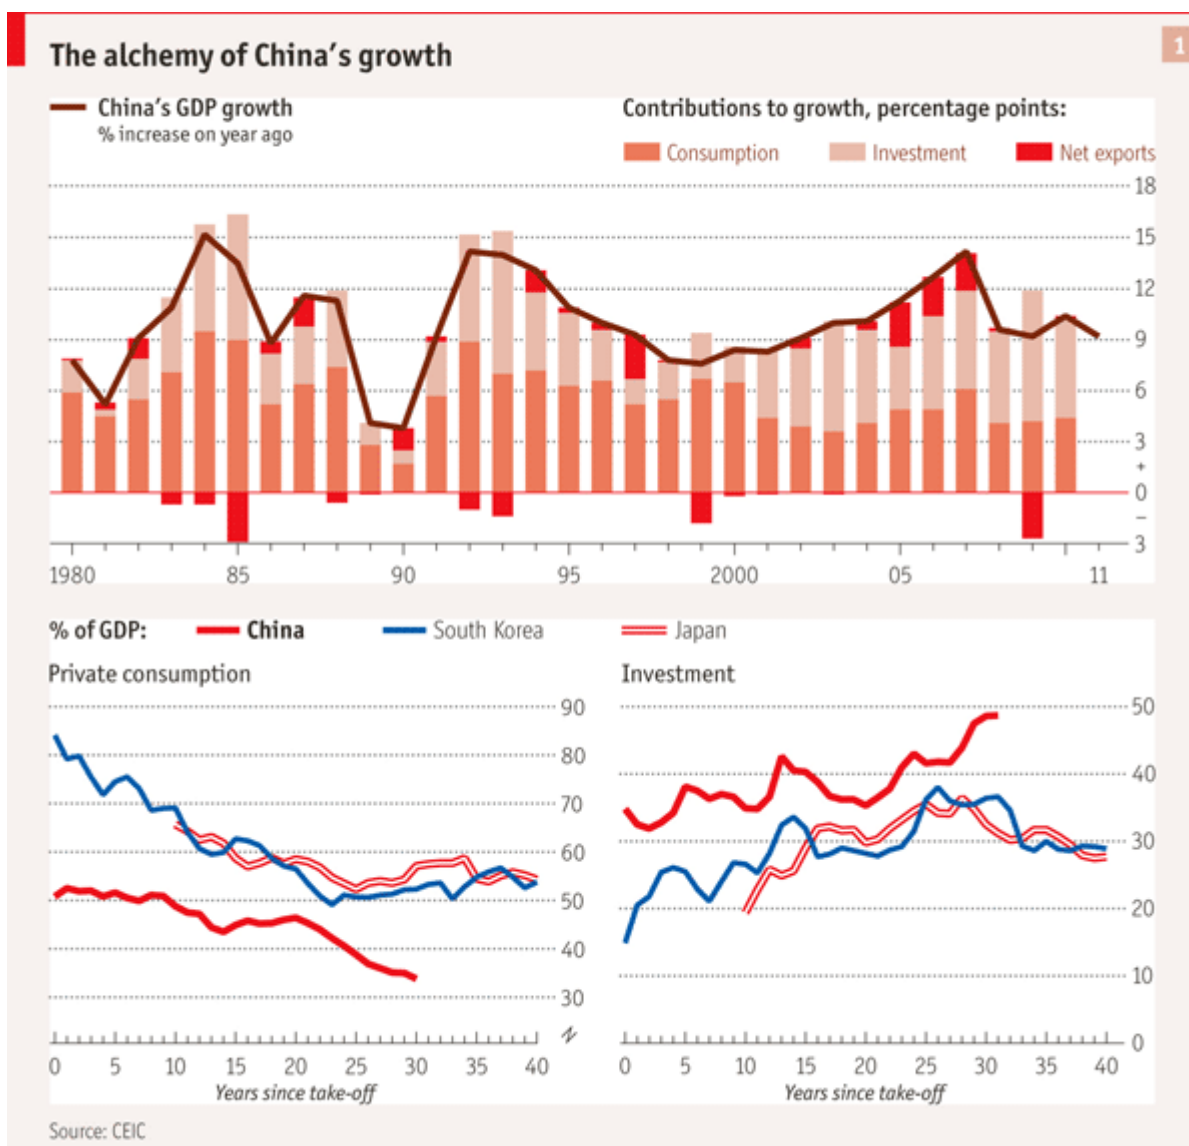 The alchemy of China's growth
1
China's GDP growth
% increase on year ago
Contributions to growth, percentage points:
Consumption
Investment
Net exports
18
15
12
9
6
3
+
0
–
3
1980
85
90
95
2000
05
11
% of GDP:
China
South Korea
Japan
Private consumption
90
80
70
60
50
40
30
0 5 10 15 20 25 30 35 40
Years since take-off
Investment
50
40
30
20
10
0
0 5 10 15 20 25 30 35 40
Years since take-off
Source: CEIC